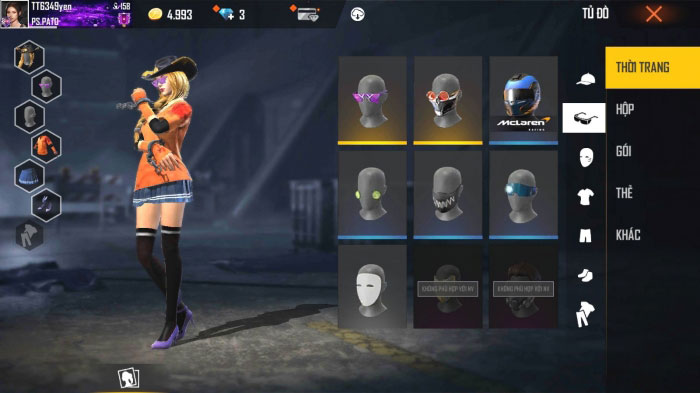 TT6349yen
158
PS.PATO
4.993
3
TỦ ĐỒ
THỜI TRANG
HỘP
GÓI
THẺ
KHÁC
McLaren
RACING
KHÔNG PHÙ HỢP VỚI NV
KHÔNG PHÙ HỢP VỚI NV